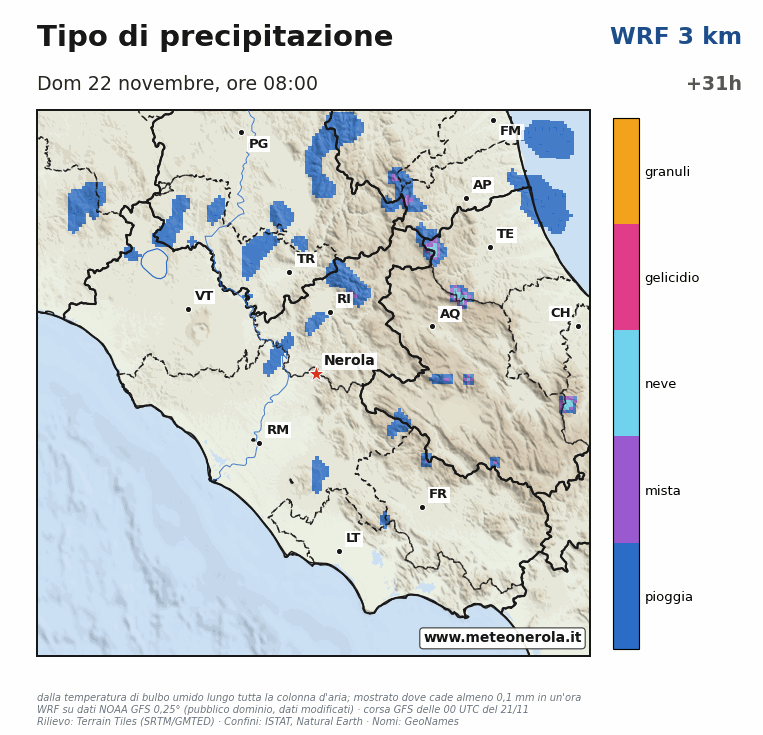 Tipo di precipitazione
WRF 3 km
Dom 22 novembre, ore 08:00
+31h
FM
PG
AP
TE
TR
RI
VT
AQ
CH
Nerola
RM
FR
LT
www.meteonerola.it
granuli
gelicidio
neve
mista
pioggia
dalla temperatura di bulbo umido lungo tutta la colonna d'aria; mostrato dove cade almeno 0,1 mm in un'ora
WRF su dati NOAA GFS 0,25° (pubblico dominio, dati modificati) · corsa GFS delle 00 UTC del 21/11
Rilievo: Terrain Tiles (SRTM/GMTED) · Confini: ISTAT, Natural Earth · Nomi: GeoNames